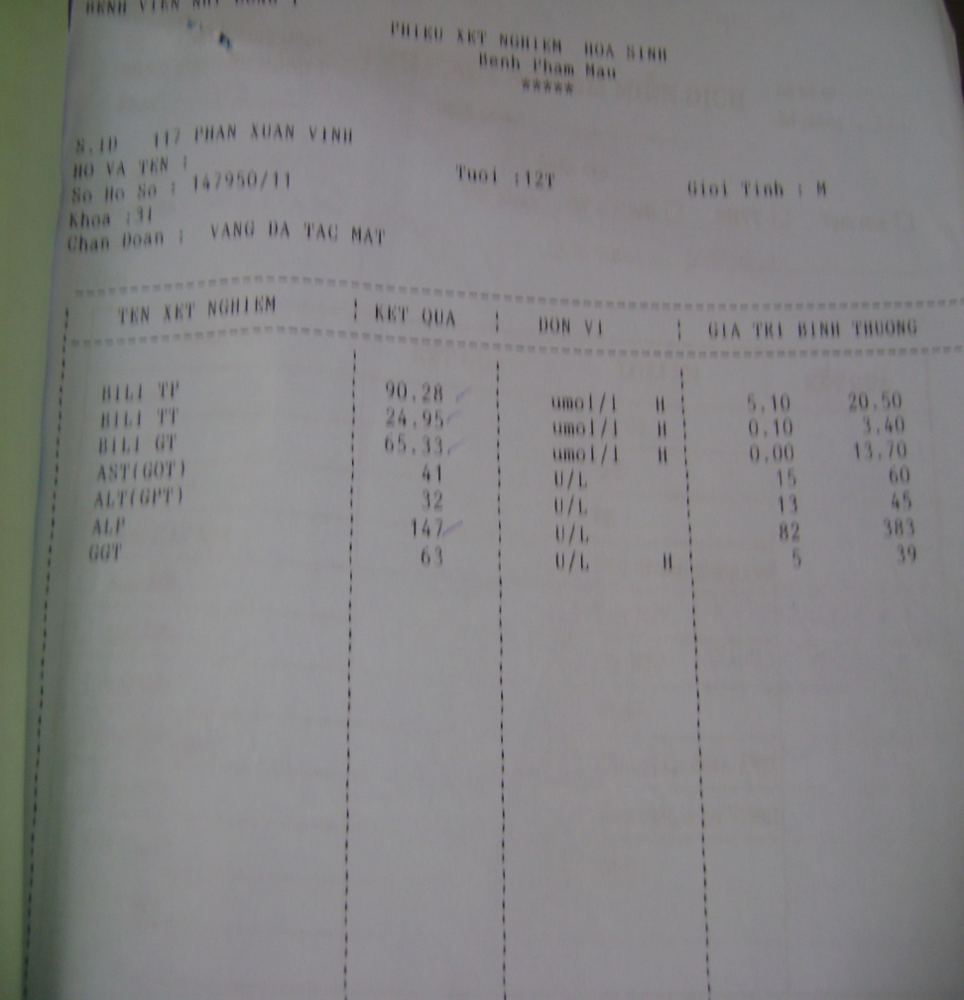 BENH VIEN NHI DONG 1
PHIEU XET NGHIEM HOA SINH
Benh Pham Mau
*****
S.ID 117 PHAN XUAN VINH
HO VA TEN :
So Ho So : 147950/11 Tuoi :12T Gioi Tinh : M
Khoa :31
Chan Doan : VANG DA TAC MAT
TEN XET NGHIEM | KET QUA | DON VI | GIA TRI BINH THUONG
BILI TP 90.28 umol/l H 5.10 20.50
BILI TT 24.95 umol/l H 0.10 3.40
BILI GT 65.33 umol/l H 0.00 13.70
AST(GOT) 41 U/L 15 60
ALT(GPT) 32 U/L 13 45
ALP 147 U/L 82 383
GGT 63 U/L H 5 39